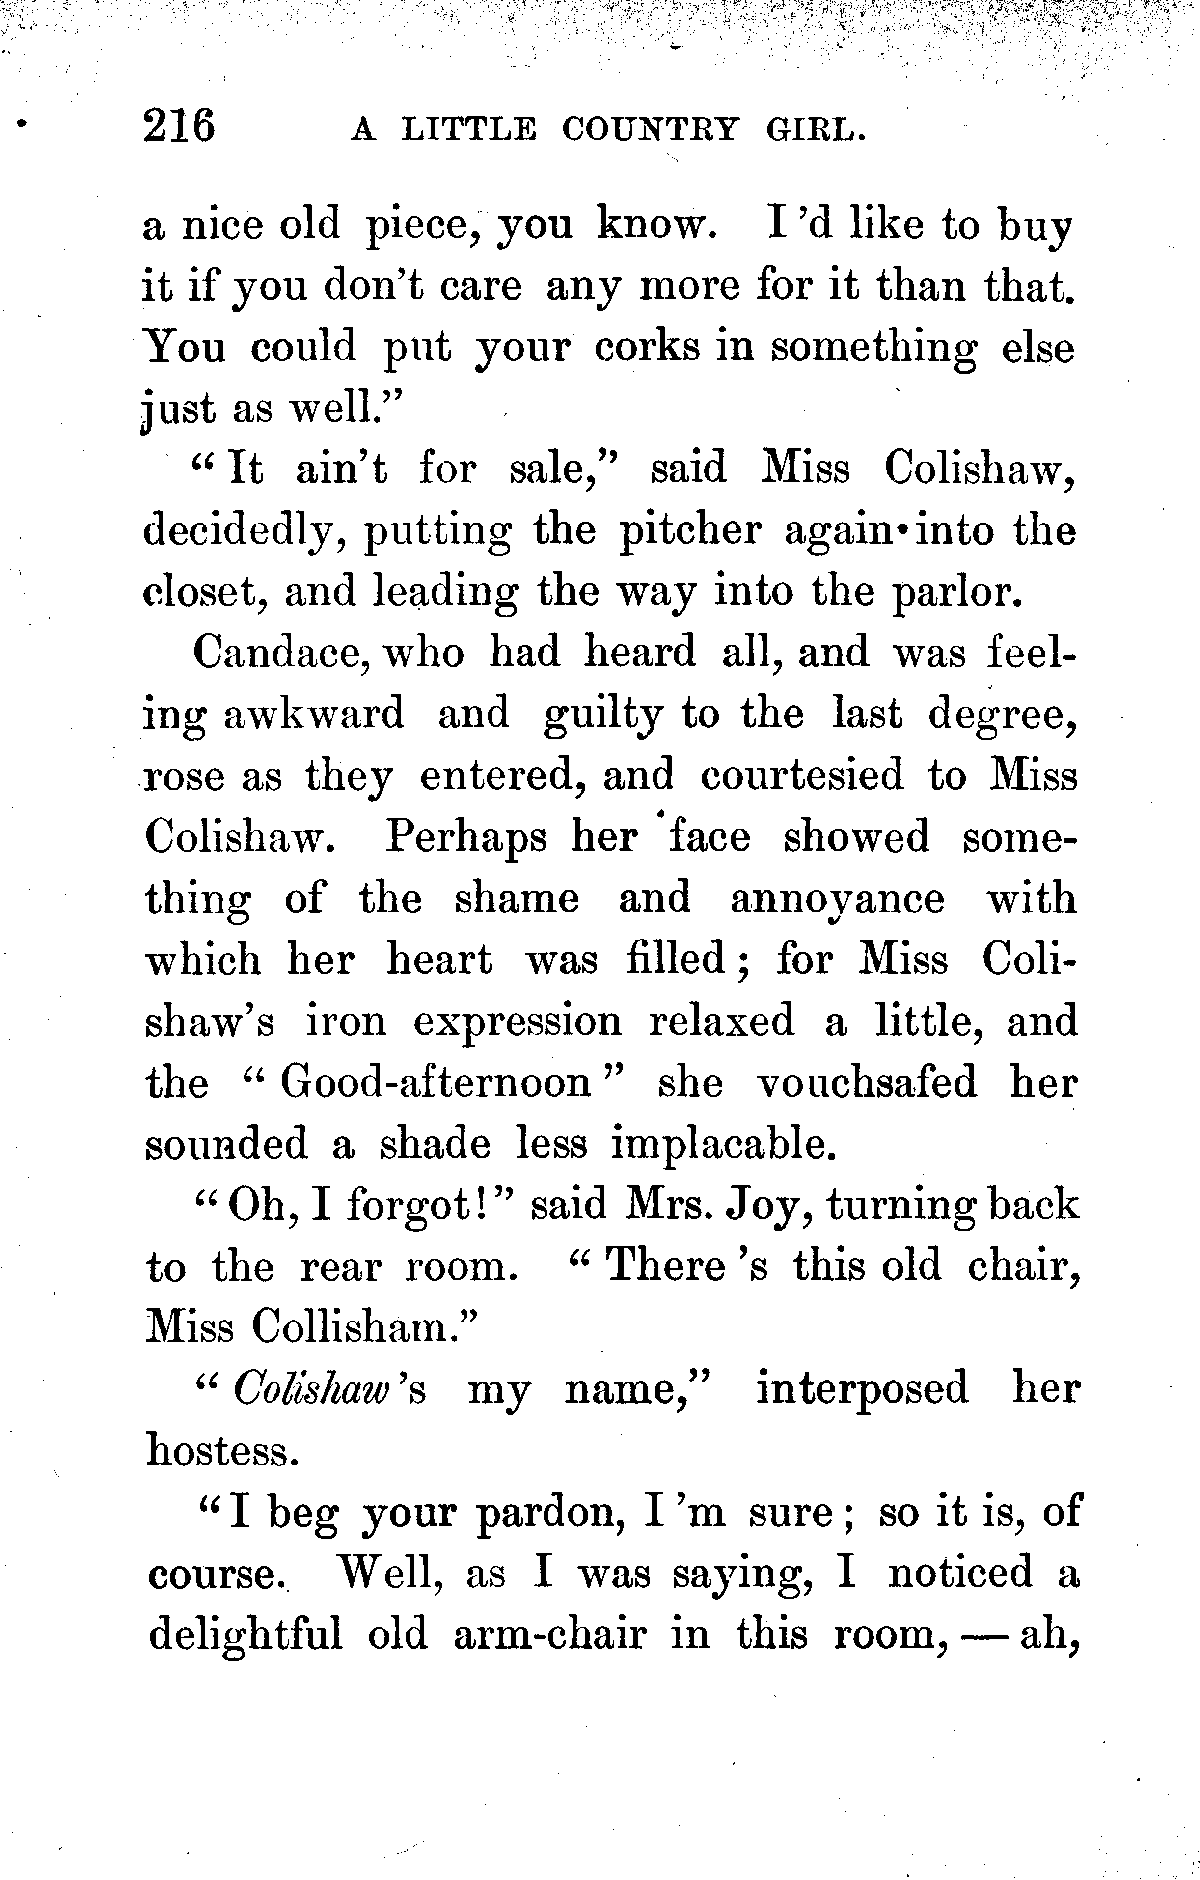 216 A LITTLE COUNTRY GIRL.
a nice old piece, you know. I 'd like to buy
it if you don't care any more for it than that.
You could put your corks in something else
just as well."
" It ain't for sale," said Miss Colishaw,
decidedly, putting the pitcher again into the
closet, and leading the way into the parlor.
Candace, who had heard all, and was feel-
ing awkward and guilty to the last degree,
rose as they entered, and courtesied to Miss
Colishaw. Perhaps her face showed some-
thing of the shame and annoyance with
which her heart was filled ; for Miss Coli-
shaw's iron expression relaxed a little, and
the " Good-afternoon " she vouchsafed her
sounded a shade less implacable.
" Oh, I forgot! " said Mrs. Joy, turning back
to the rear room. " There 's this old chair,
Miss Collisham."
" Colishaw 's my name," interposed her
hostess.
" I beg your pardon, I 'm sure ; so it is, of
course. Well, as I was saying, I noticed a
delightful old arm-chair in this room, — ah,